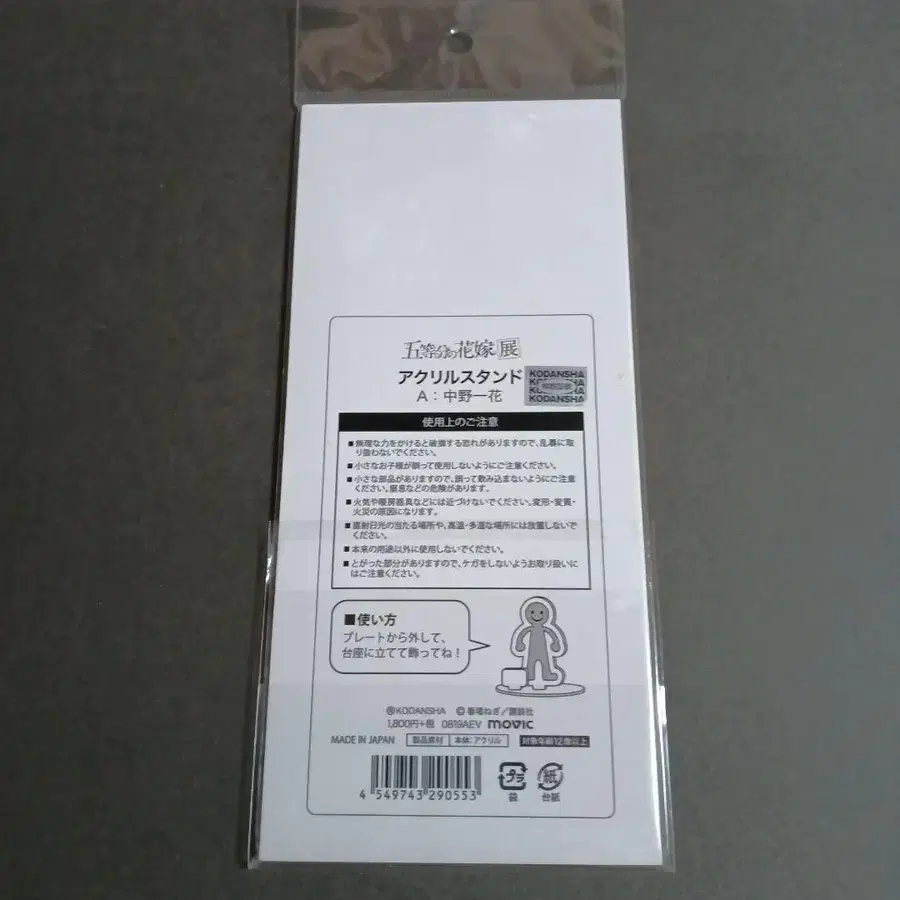 五等分の花嫁 展
アクリルスタンド
A：中野一花
KODANSHA
KODANSHA
使用上のご注意
■無理な力をかけると破損する恐れがありますので、乱暴に取
り扱わないでください。
■小さなお子様が誤って使用しないようにご注意ください。
■小さな部品がありますので、誤って飲み込まないようにご注意
ください。窒息などの危険があります。
■火気や暖房器具などには近づけないでください。変形・変質・
火災の原因になります。
■直射日光の当たる場所や、高温・多湿な場所には放置しないで
ください。
■本来の用途以外に使用しないでください。
■とがった部分がありますので、ケガをしないようお取り扱いに
はご注意ください。
■使い方
プレートから外して、
台座に立てて飾ってね！
KODANSHA © 春場ねぎ／講談社
1,800円+税 0819AEV movic
MADE IN JAPAN 製品素材 本体：アクリル 対象年齢12歳以上
4 549743 290553
プラ 袋
紙 台紙